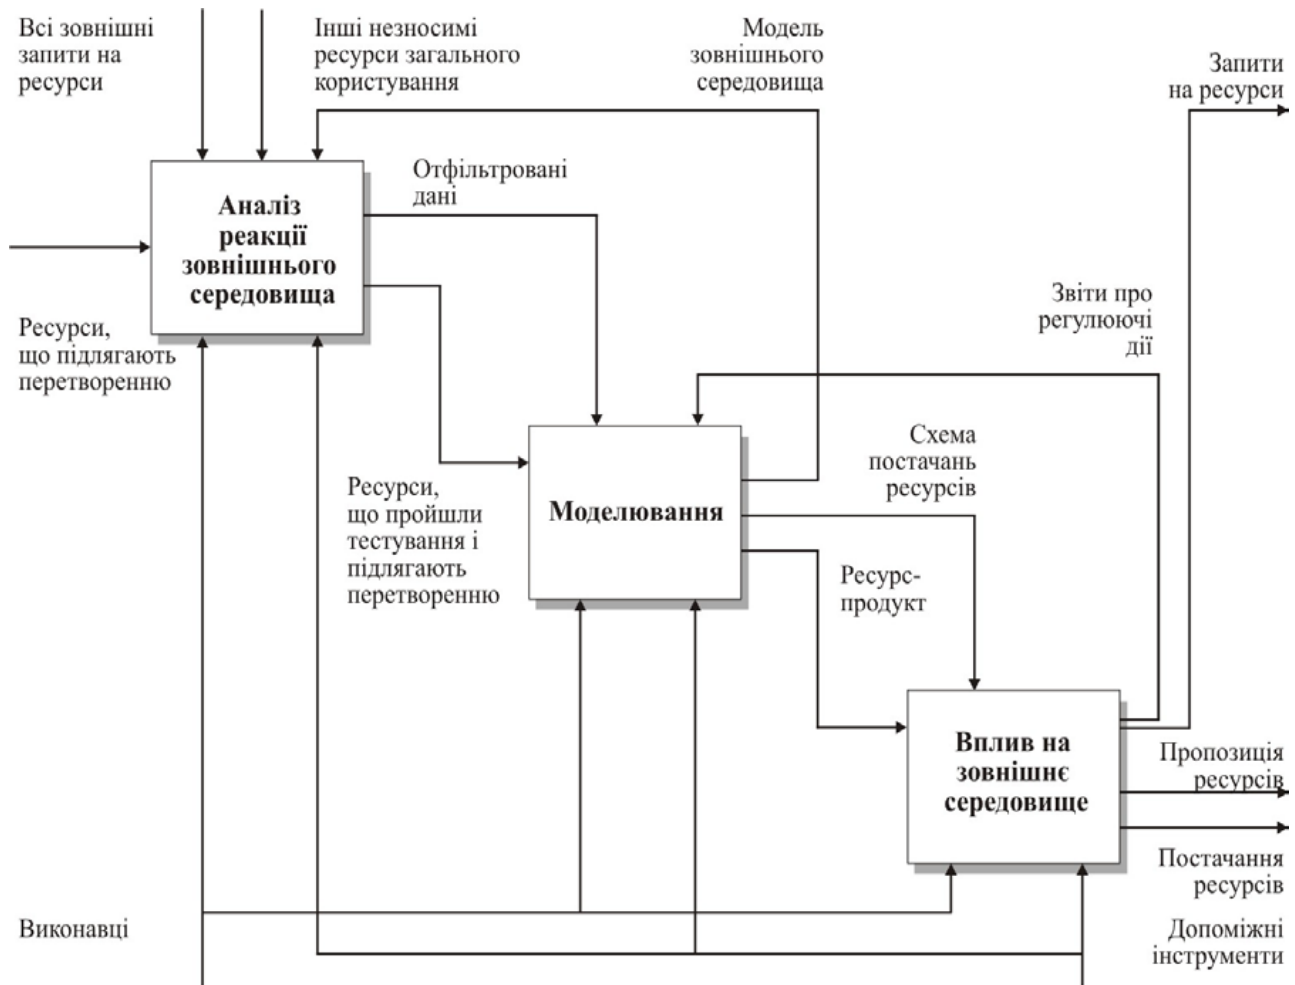 Всі зовнішні
запити на
ресурси
Інші незносимі
ресурси загального
користування
Модель
зовнішнього
середовища
Запити
на ресурси
Отфільтровані
дані
Аналіз
реакції
зовнішнього
середовища
Ресурси,
що підлягають
перетворенню
Звіти про
регулюючі
дії
Схема
постачань
ресурсів
Ресурси,
що пройшли
тестування і
підлягають
перетворенню
Моделювання
Ресурс-
продукт
Вплив на
зовнішнє
середовище
Пропозиція
ресурсів
Постачання
ресурсів
Виконавці
Допоміжні
інструменти